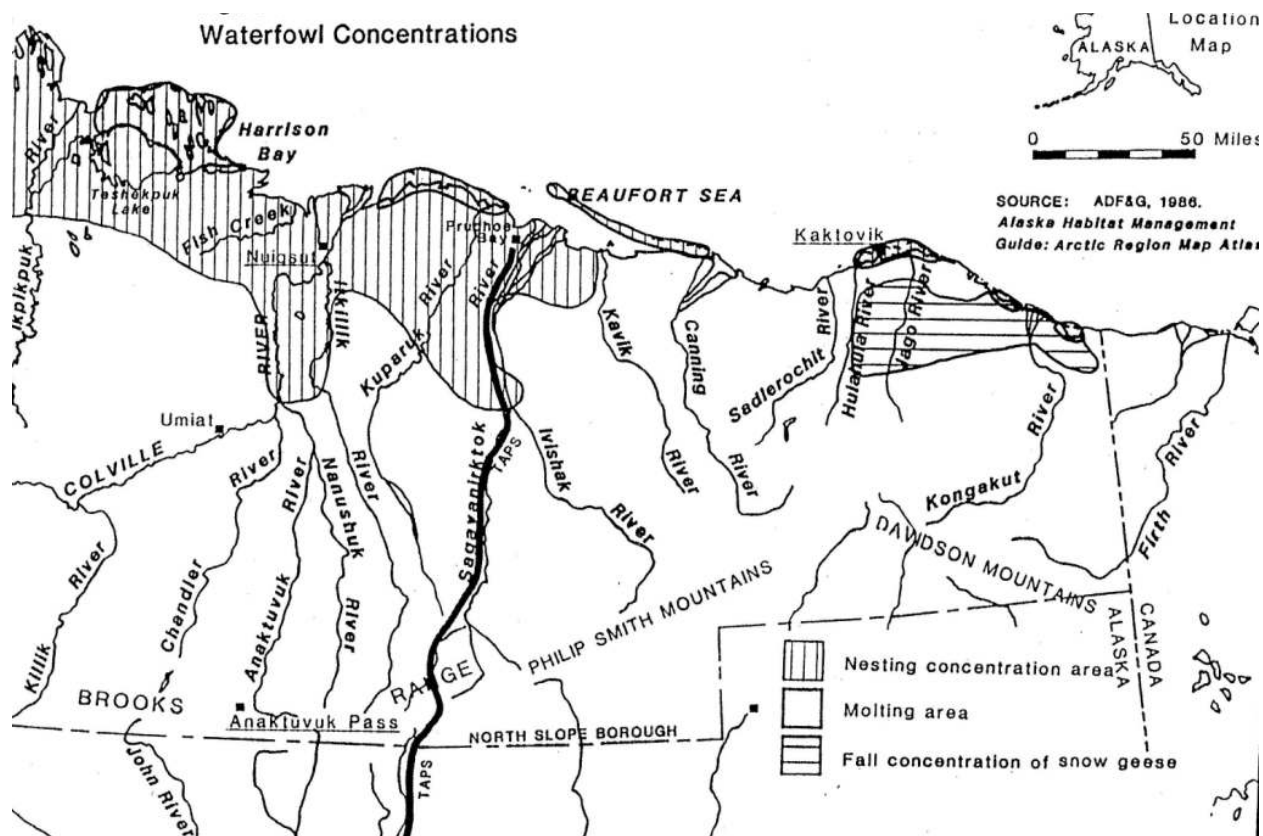 Waterfowl Concentrations
Location
Map
ALASKA
0 50 Miles
SOURCE: ADF&G, 1986.
Alaska Habitat Management
Guide: Arctic Region Map Atlas
Harrison
Bay
River
Teshekpuk
Lake
Fish Creek
BEAUFORT SEA
Prudhoe
Bay
Kaktovik
Nuiqsut
Ikpikpuk
RIVER
Itkillik
Kuparuk
River
River
Kavik
River
Canning
River
Sadlerochit
River
Hulahula River
Jago River
Umiat
COLVILLE
River
River
Nanushuk
River
River
Sagavanirktok
TAPS
Ivishak
River
Kongakut
River
Firth
River
Killik
River
Chandler
Anaktuvuk
DAVIDSON MOUNTAINS
PHILIP SMITH MOUNTAINS
BROOKS
RANGE
Anaktuvuk Pass
NORTH SLOPE BOROUGH
ALASKA
CANADA
John River
TAPS
Nesting concentration area
Molting area
Fall concentration of snow geese